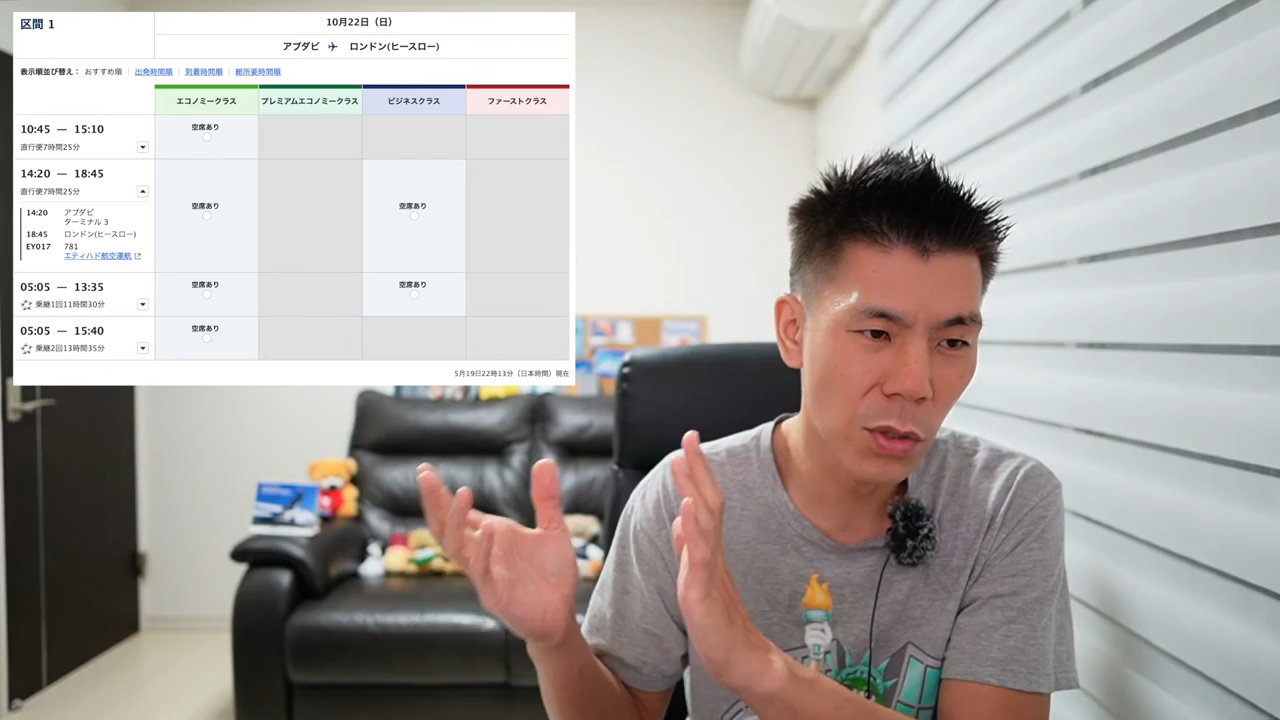 区間 1
10月22日（日）
アブダビ ✈ ロンドン(ヒースロー)
表示順並び替え： おすすめ順 | 出発時間順 | 到着時間順 | 総所要時間順
エコノミークラス プレミアムエコノミークラス ビジネスクラス ファーストクラス
10:45 — 15:10
直行便7時間25分
空席あり
14:20 — 18:45
直行便7時間25分
14:20 アブダビ
ターミナル 3
18:45 ロンドン(ヒースロー)
EY017 781
エティハド航空運航
空席あり 空席あり
05:05 — 13:35
乗継1回11時間30分
空席あり 空席あり
05:05 — 15:40
乗継2回13時間35分
空席あり
5月19日22時13分（日本時間）現在